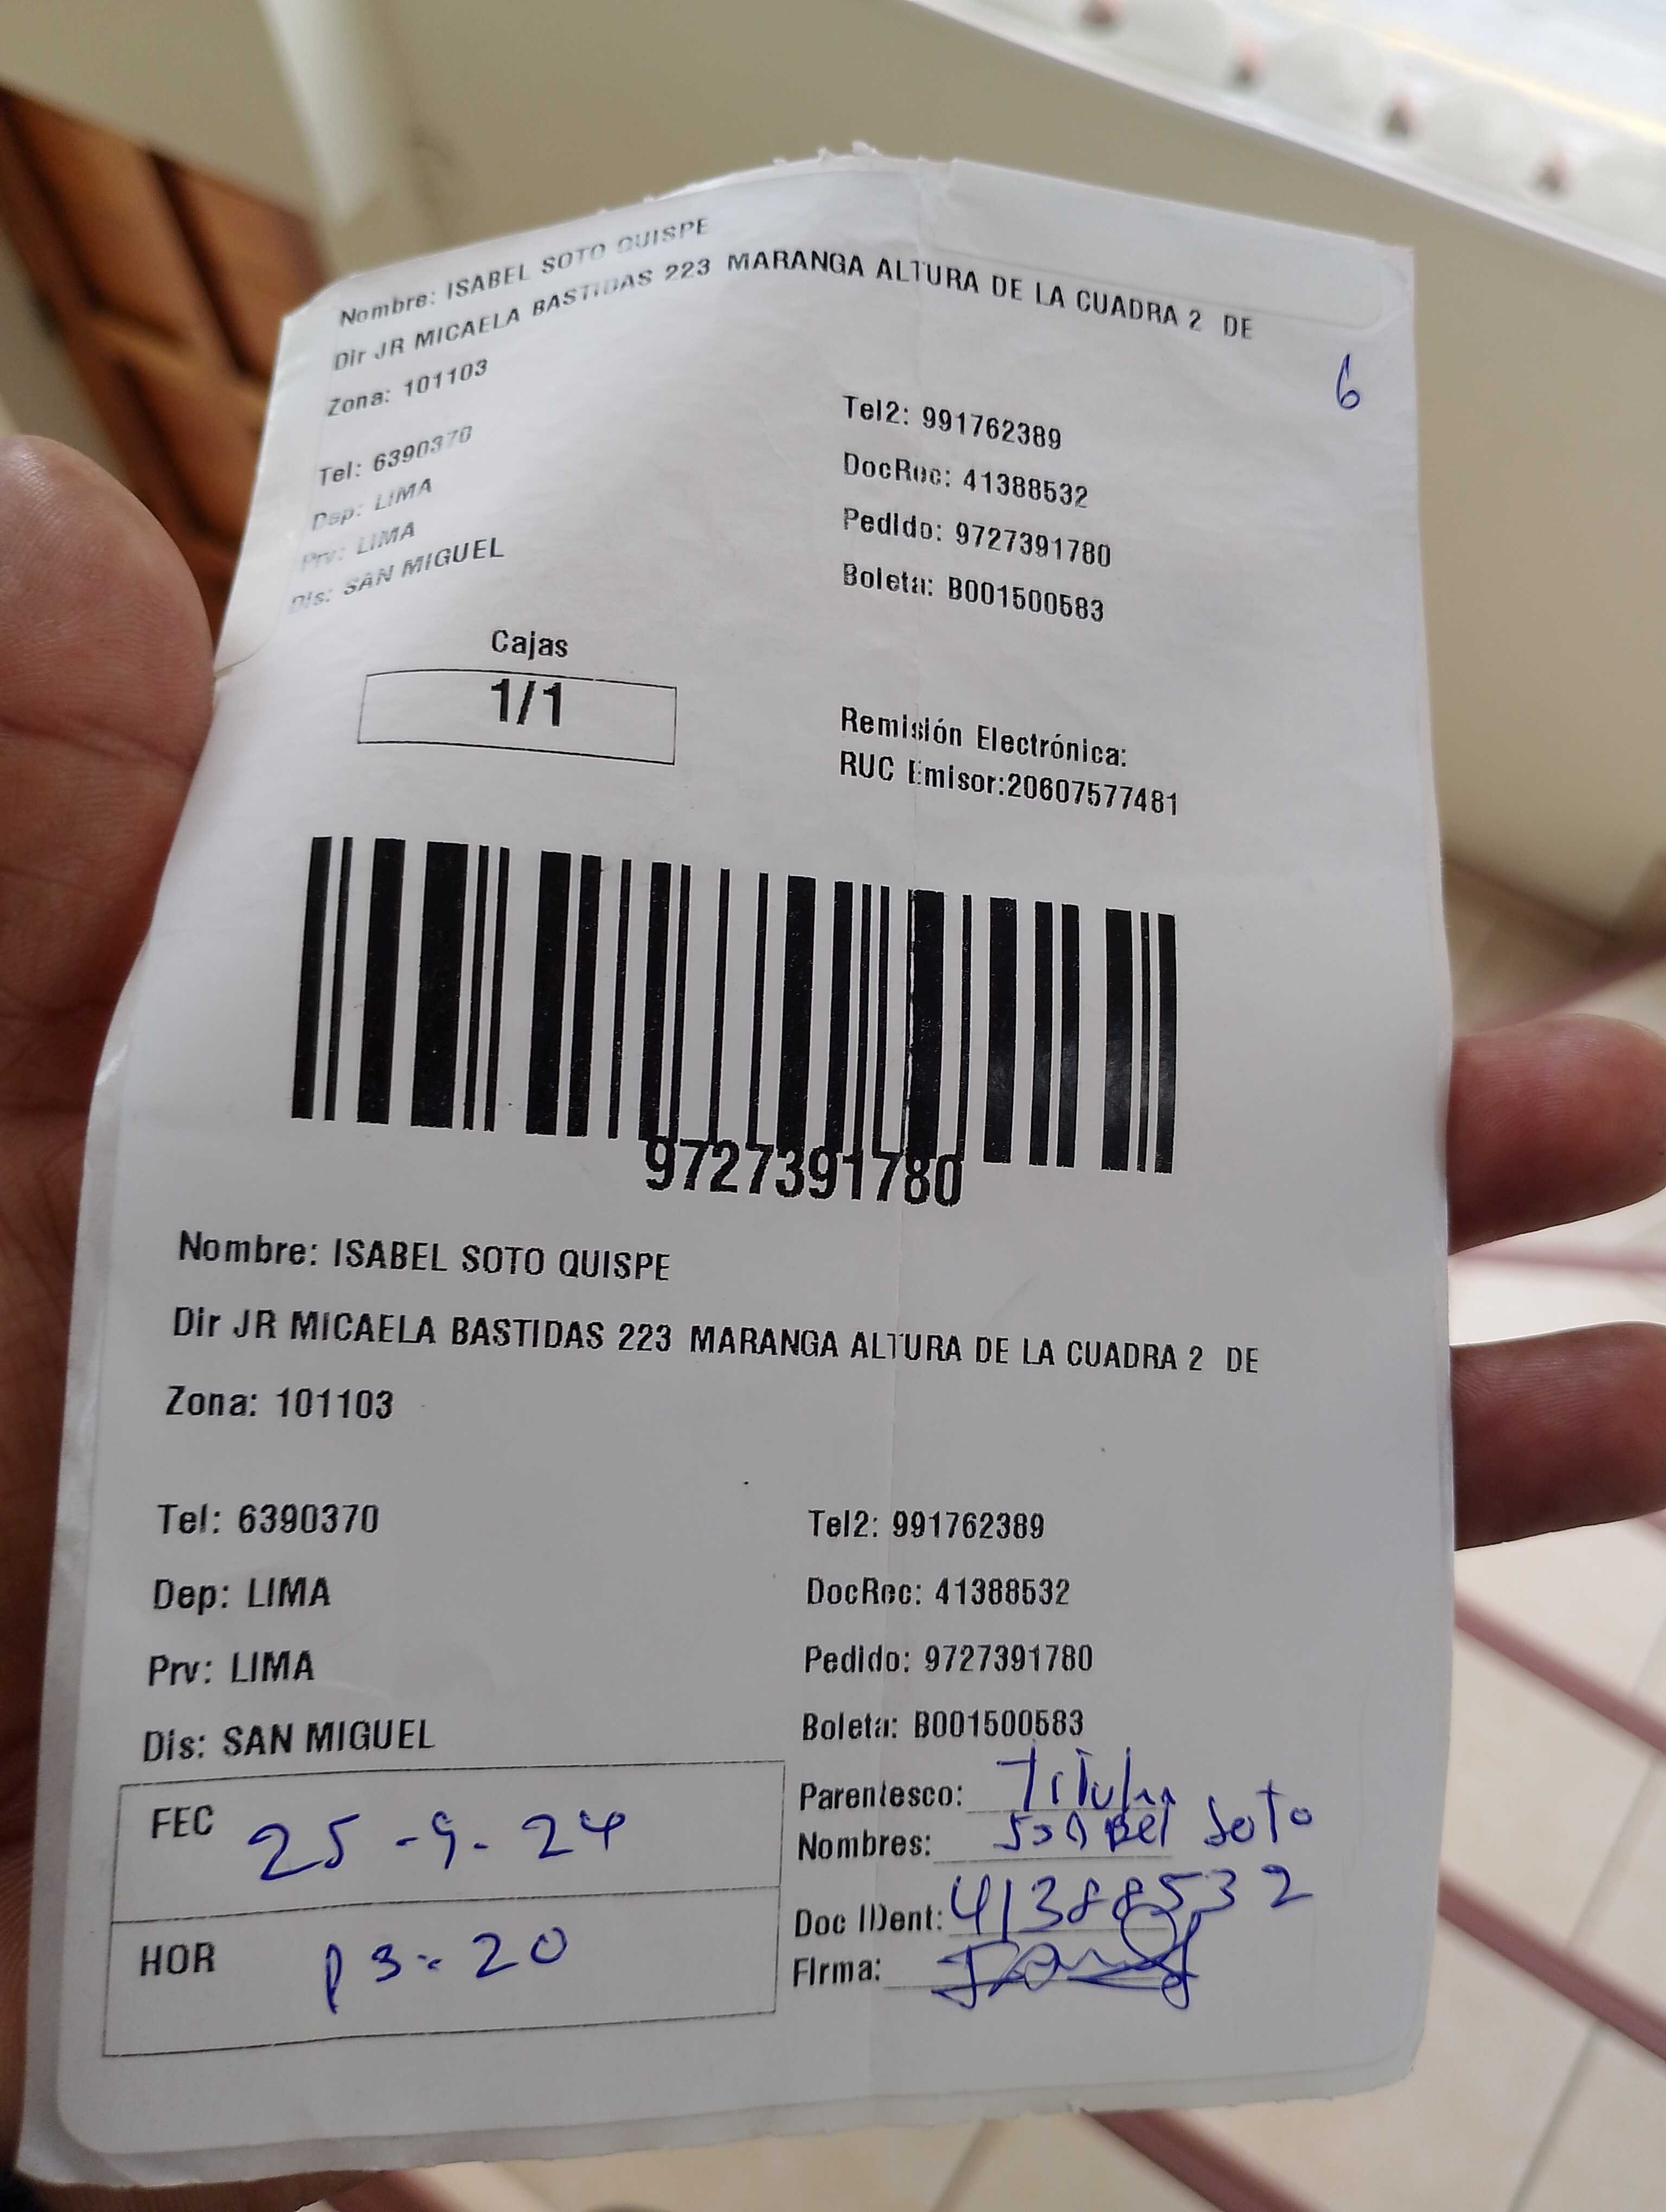 Nombre: ISABEL SOTO QUISPE
Dir JR MICAELA BASTIDAS 223 MARANGA ALTURA DE LA CUADRA 2 DE
6
Zona: 101103
Tel: 6390370
Tel2: 991762389
Dep: LIMA
DocRec: 41388532
Prv: LIMA
Pedido: 9727391780
Dis: SAN MIGUEL
Boleta: B001500583
Cajas
1/1
Remisión Electrónica:
RUC Emisor:20607577481
9727391780
Nombre: ISABEL SOTO QUISPE
Dir JR MICAELA BASTIDAS 223 MARANGA ALTURA DE LA CUADRA 2 DE
Zona: 101103
Tel: 6390370
Tel2: 991762389
Dep: LIMA
DocRec: 41388532
Prv: LIMA
Pedido: 9727391780
Dis: SAN MIGUEL
Boleta: B001500583
FEC 25-9-24
Parentesco: Titular
Nombres: Isabel Soto
HOR 13:20
Doc IDent: 41388532
Firma: